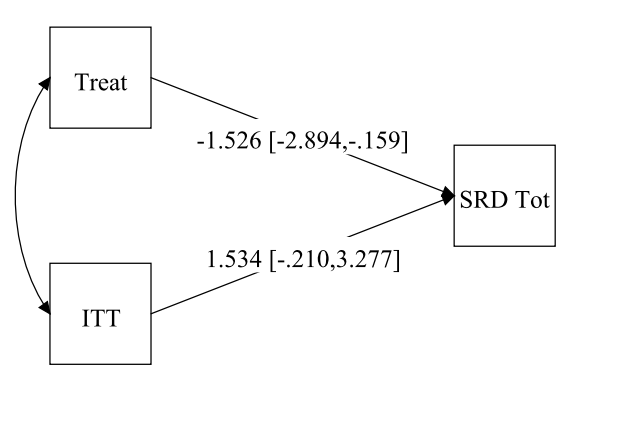 Treat
-1.526 [-2.894,-.159]
SRD Tot
1.534 [-.210,3.277]
ITT